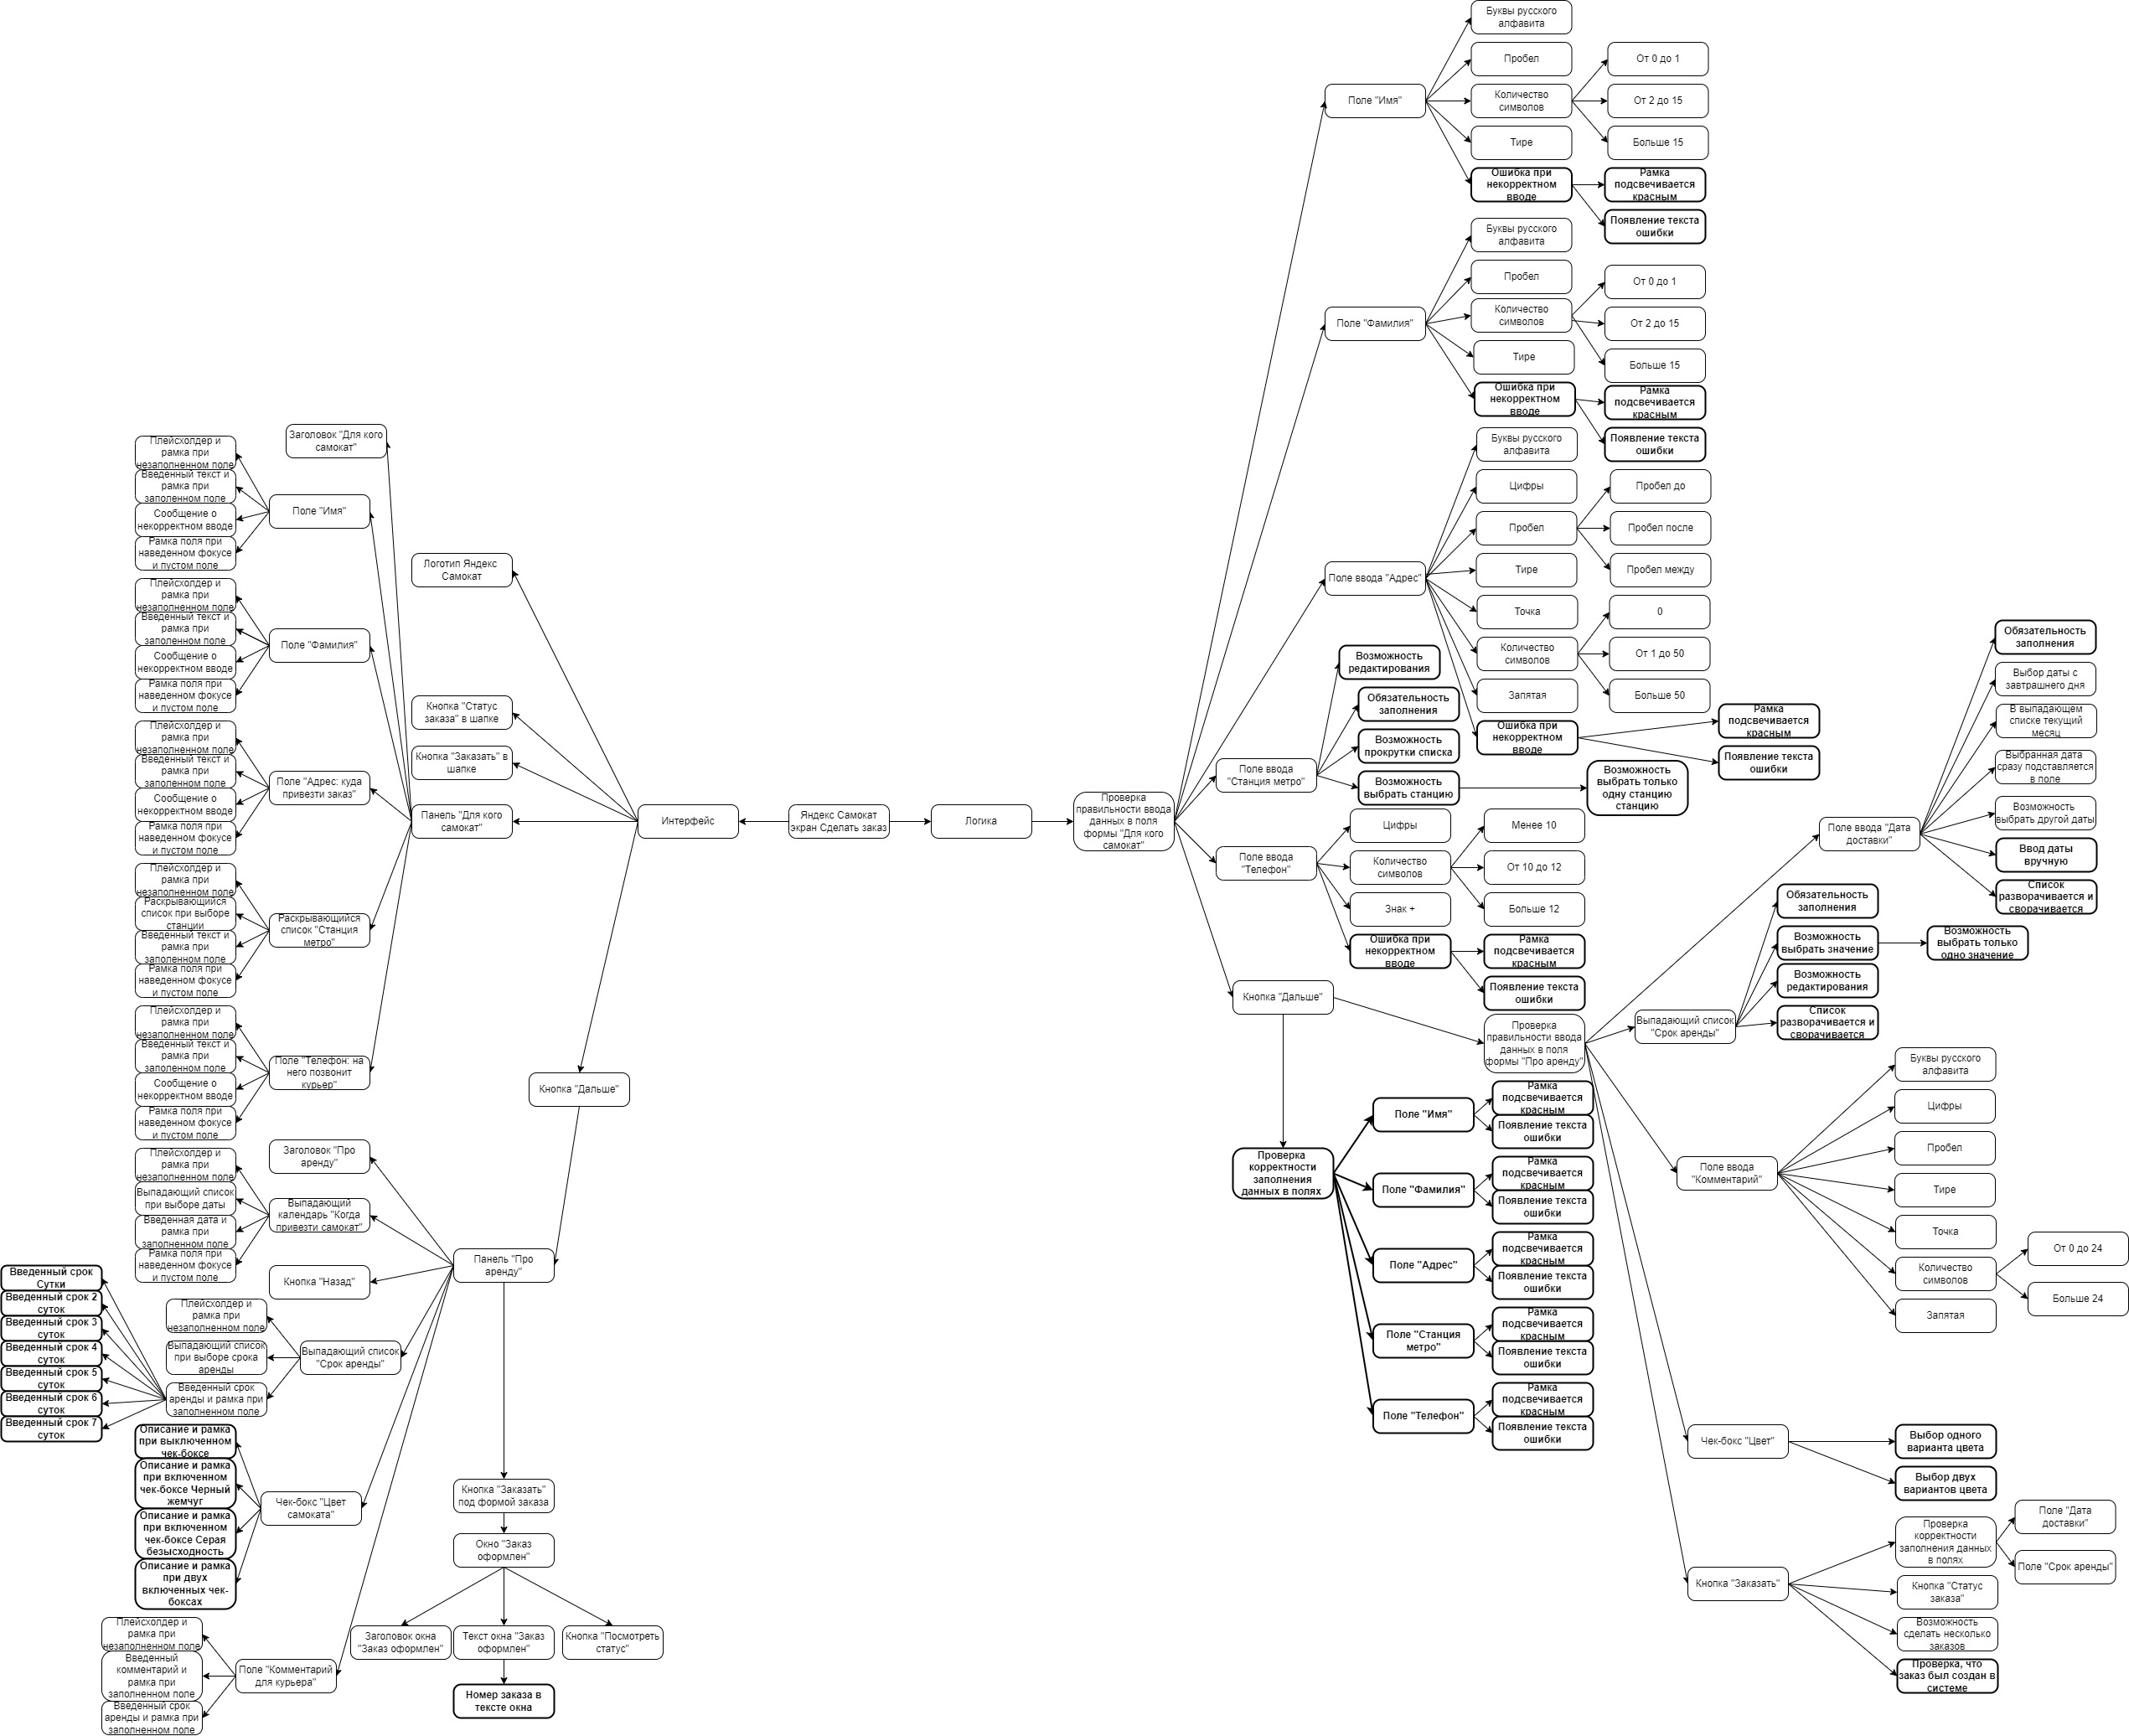 Яндекс Самокат
экран Сделать заказ
Интерфейс
Логотип Яндекс
Самокат
Кнопка "Статус
заказа" в шапке
Кнопка "Заказать" в
шапке
Панель "Для кого
самокат"
Заголовок "Для кого
самокат"
Поле "Имя"
Плейсхолдер и
рамка при
незаполненном поле
Введенный текст и
рамка при
заполенном поле
Сообщение о
некорректном вводе
Рамка поля при
наведенном фокусе
и пустом поле
Поле "Фамилия"
Плейсхолдер и
рамка при
незаполненном поле
Введенный текст и
рамка при
заполенном поле
Сообщение о
некорректном вводе
Рамка поля при
наведенном фокусе
и пустом поле
Поле "Адрес: куда
привезти заказ"
Плейсхолдер и
рамка при
незаполненном поле
Введенный текст и
рамка при
заполенном поле
Сообщение о
некорректном вводе
Рамка поля при
наведенном фокусе
и пустом поле
Раскрывающийся
список "Станция
метро"
Плейсхолдер и
рамка при
незаполненном поле
Раскрывающийся
список при выборе
станции
Введенный текст и
рамка при
заполенном поле
Рамка поля при
наведенном фокусе
и пустом поле
Поле "Телефон: на
него позвонит
курьер"
Плейсхолдер и
рамка при
незаполненном поле
Введенный текст и
рамка при
заполенном поле
Сообщение о
некорректном вводе
Рамка поля при
наведенном фокусе
и пустом поле
Кнопка "Дальше"
Панель "Про
аренду"
Заголовок "Про
аренду"
Выпадающий
календарь "Когда
привезти самокат"
Плейсхолдер и
рамка при
незаполненном поле
Выпадающий список
при выборе даты
Введенная дата и
рамка при
заполненном поле
Рамка поля при
наведенном фокусе
и пустом поле
Кнопка "Назад"
Выпадающий список
"Срок аренды"
Плейсхолдер и
рамка при
незаполненном поле
Выпадающий список
при выборе срока
аренды
Введенный срок
аренды и рамка при
заполненном поле
Введенный срок
Сутки
Введенный срок 2
суток
Введенный срок 3
суток
Введенный срок 4
суток
Введенный срок 5
суток
Введенный срок 6
суток
Введенный срок 7
суток
Чек-бокс "Цвет
самоката"
Описание и рамка
при выключенном
чек-боксе
Описание и рамка
при включенном
чек-боксе Черный
жемчуг
Описание и рамка
при включенном
чек-боксе Серая
безысходность
Описание и рамка
при двух
включенных чек-
боксах
Поле "Комментарий
для курьера"
Плейсхолдер и
рамка при
незаполненном поле
Введенный
комментарий и
рамка при
заполненном поле
Введенный срок
аренды и рамка при
заполненном поле
Кнопка "Заказать"
под формой заказа
Окно "Заказ
оформлен"
Заголовок окна
"Заказ оформлен"
Текст окна "Заказ
оформлен"
Кнопка "Посмотреть
статус"
Номер заказа в
тексте окна
Логика
Проверка
правильности ввода
данных в поля
формы "Для кого
самокат"
Поле "Имя"
Буквы русского
алфавита
Пробел
Количество
символов
От 0 до 1
От 2 до 15
Больше 15
Тире
Ошибка при
некорректном
вводе
Рамка
подсвечивается
красным
Появление текста
ошибки
Поле "Фамилия"
Буквы русского
алфавита
Пробел
Количество
символов
От 0 до 1
От 2 до 15
Больше 15
Тире
Ошибка при
некорректном
вводе
Рамка
подсвечивается
красным
Появление текста
ошибки
Поле ввода "Адрес"
Буквы русского
алфавита
Цифры
Пробел
Пробел до
Пробел после
Пробел между
Тире
Точка
Количество
символов
0
От 1 до 50
Больше 50
Запятая
Ошибка при
некорректном
вводе
Рамка
подсвечивается
красным
Появление текста
ошибки
Поле ввода
"Станция метро"
Возможность
редактирования
Обязательность
заполнения
Возможность
прокрутки списка
Возможность
выбрать станцию
Возможность
выбрать только
одну станцию
станцию
Поле ввода
"Телефон"
Цифры
Количество
символов
Менее 10
От 10 до 12
Больше 12
Знак +
Ошибка при
некорректном
вводе
Рамка
подсвечивается
красным
Появление текста
ошибки
Кнопка "Дальше"
Проверка
корректности
заполнения
данных в полях
Поле "Имя"
Рамка
подсвечивается
красным
Появление текста
ошибки
Поле "Фамилия"
Рамка
подсвечивается
красным
Появление текста
ошибки
Поле "Адрес"
Рамка
подсвечивается
красным
Появление текста
ошибки
Поле "Станция
метро"
Рамка
подсвечивается
красным
Появление текста
ошибки
Поле "Телефон"
Рамка
подсвечивается
красным
Появление текста
ошибки
Проверка
правильности ввода
данных в поля
формы "Про аренду"
Поле ввода "Дата
доставки"
Обязательность
заполнения
Выбор даты с
завтрашнего дня
В выпадающем
списке текущий
месяц
Выбранная дата
сразу подставляется
в поле
Возможность
выбрать другой даты
Ввод даты
вручную
Список
разворачивается и
сворачивается
Выпадающий список
"Срок аренды"
Обязательность
заполнения
Возможность
выбрать значение
Возможность
выбрать только
одно значение
Возможность
редактирования
Список
разворачивается и
сворачивается
Поле ввода
"Комментарий"
Буквы русского
алфавита
Цифры
Пробел
Тире
Точка
Количество
символов
От 0 до 24
Больше 24
Запятая
Чек-бокс "Цвет"
Выбор одного
варианта цвета
Выбор двух
вариантов цвета
Кнопка "Заказать"
Проверка
корректности
заполнения данных
в полях
Поле "Дата
доставки"
Поле "Срок аренды"
Кнопка "Статус
заказа"
Возможность
сделать несколько
заказов
Проверка, что
заказ был создан в
системе